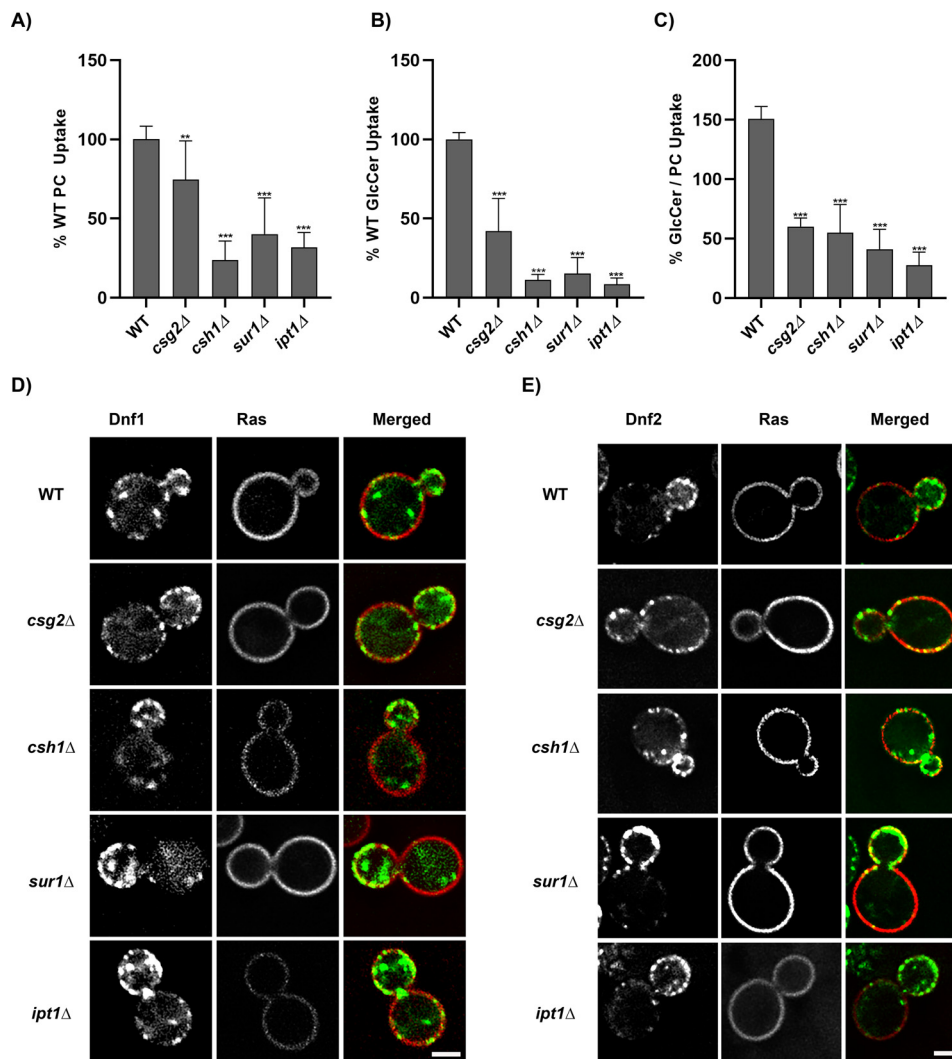 A)
B)
C)
% WT PC Uptake
150
100
50
0
**
***
***
***
WT
csg2Δ
csh1Δ
sur1Δ
ipt1Δ
% WT GlcCer Uptake
150
100
50
0
***
***
***
***
WT
csg2Δ
csh1Δ
sur1Δ
ipt1Δ
% GlcCer / PC Uptake
200
150
100
50
0
***
***
***
***
WT
csg2Δ
csh1Δ
sur1Δ
ipt1Δ
D)
Dnf1 Ras Merged
WT
csg2Δ
csh1Δ
sur1Δ
ipt1Δ
E)
Dnf2 Ras Merged
WT
csg2Δ
csh1Δ
sur1Δ
ipt1Δ